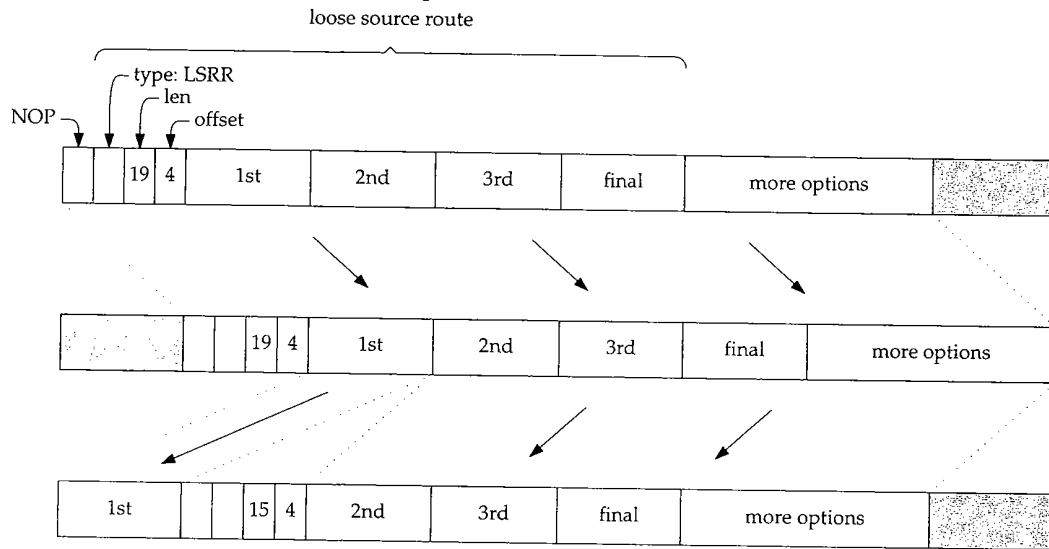 loose source route
type: LSRR
len
NOP
offset
19 4 1st 2nd 3rd final more options
19 4 1st 2nd 3rd final more options
1st 15 4 2nd 3rd final more options